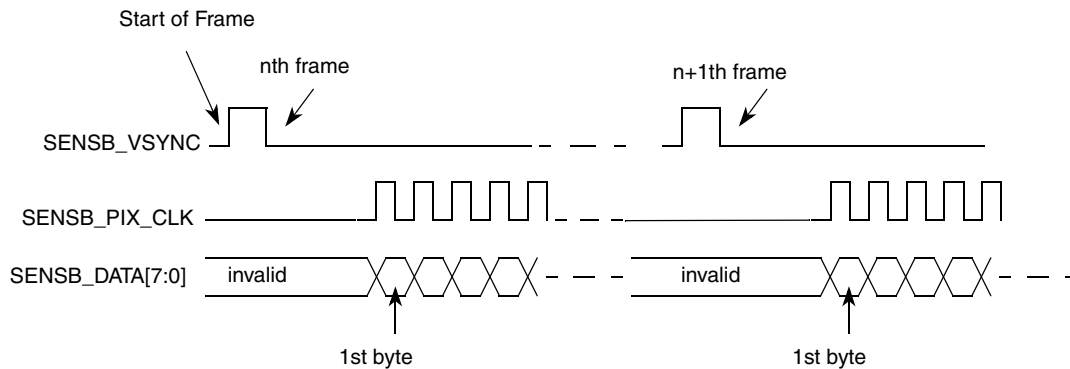 Start of Frame
nth frame
n+1th frame
SENSB_VSYNC
SENSB_PIX_CLK
SENSB_DATA[7:0]
invalid
invalid
1st byte
1st byte